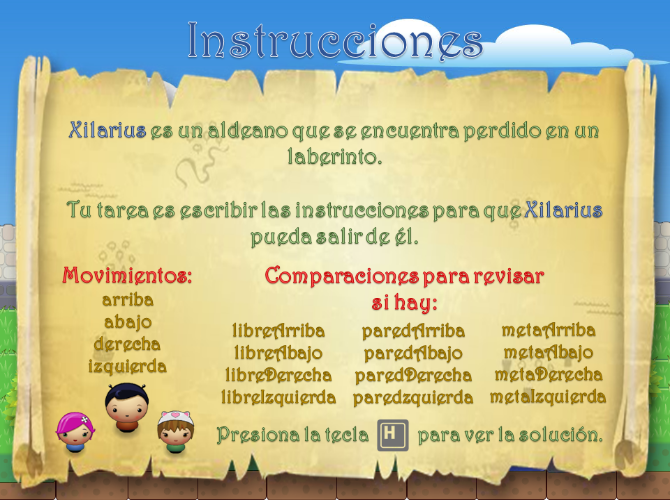 Instrucciones
Xilarius es un aldeano que se encuentra perdido en un
laberinto.
Tu tarea es escribir las instrucciones para que Xilarius
pueda salir de él.
Movimientos:
arriba
abajo
derecha
izquierda
Comparaciones para revisar
si hay:
libreArriba paredArriba metaArriba
libreAbajo paredAbajo metaAbajo
libreDerecha paredDerecha metaDerecha
libreIzquierda paredzquierda metaIzquierda
Presiona la tecla H para ver la solución.